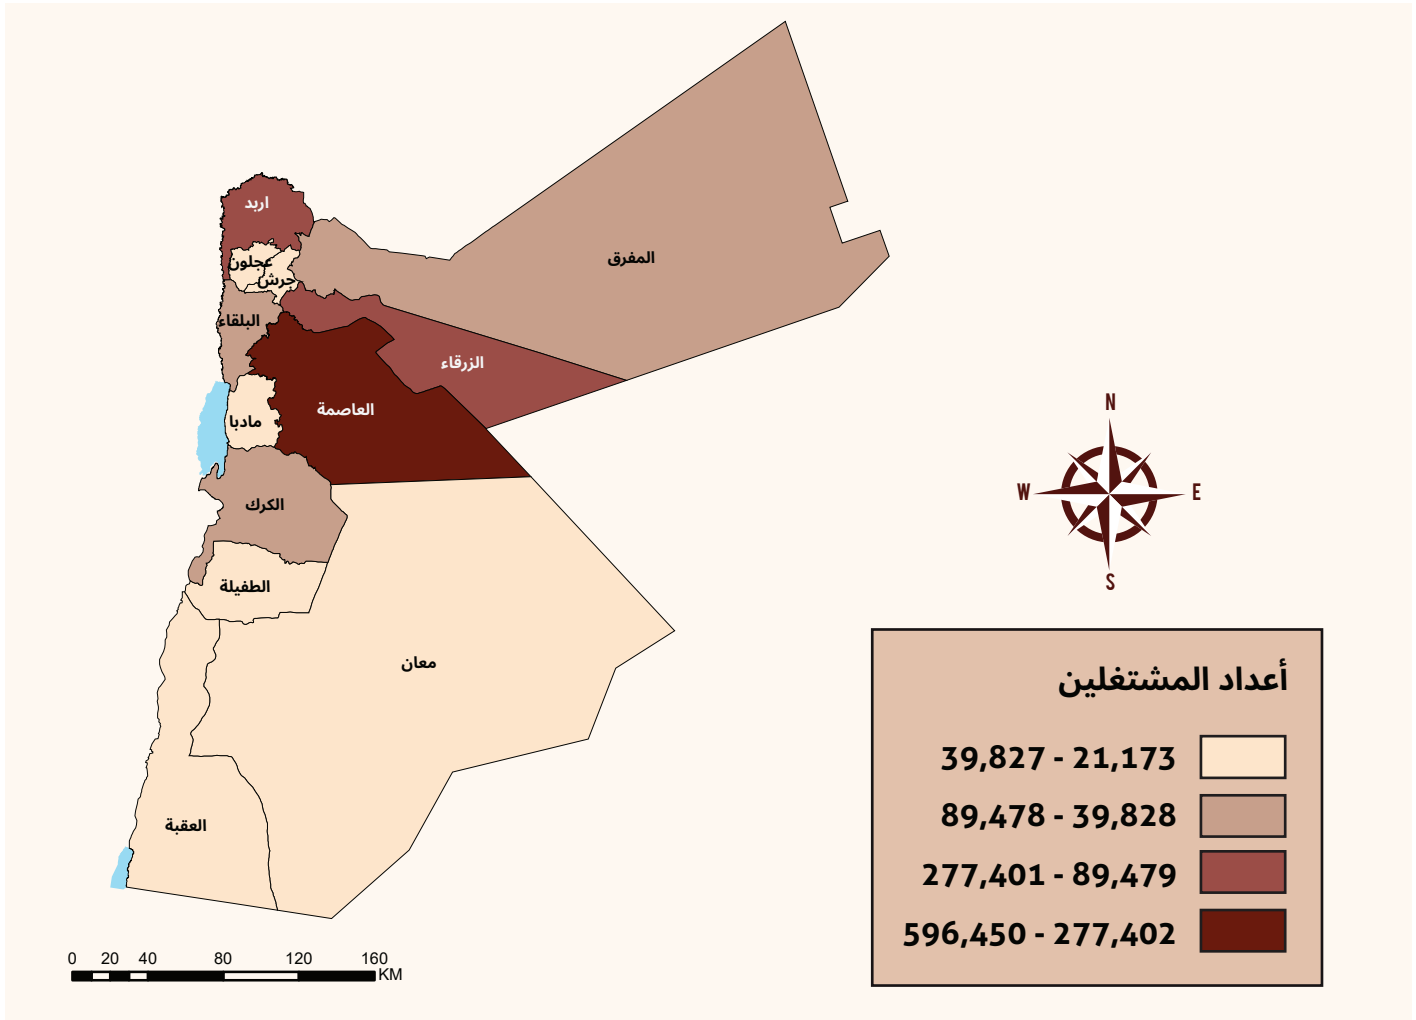 اربد
عجلون
جرش
المفرق
البلقاء
الزرقاء
العاصمة
مادبا
الكرك
الطفيلة
معان
العقبة
N
W
E
S
أعداد المشتغلين
39,827 - 21,173
89,478 - 39,828
277,401 - 89,479
596,450 - 277,402
0 20 40 80 120 160
KM